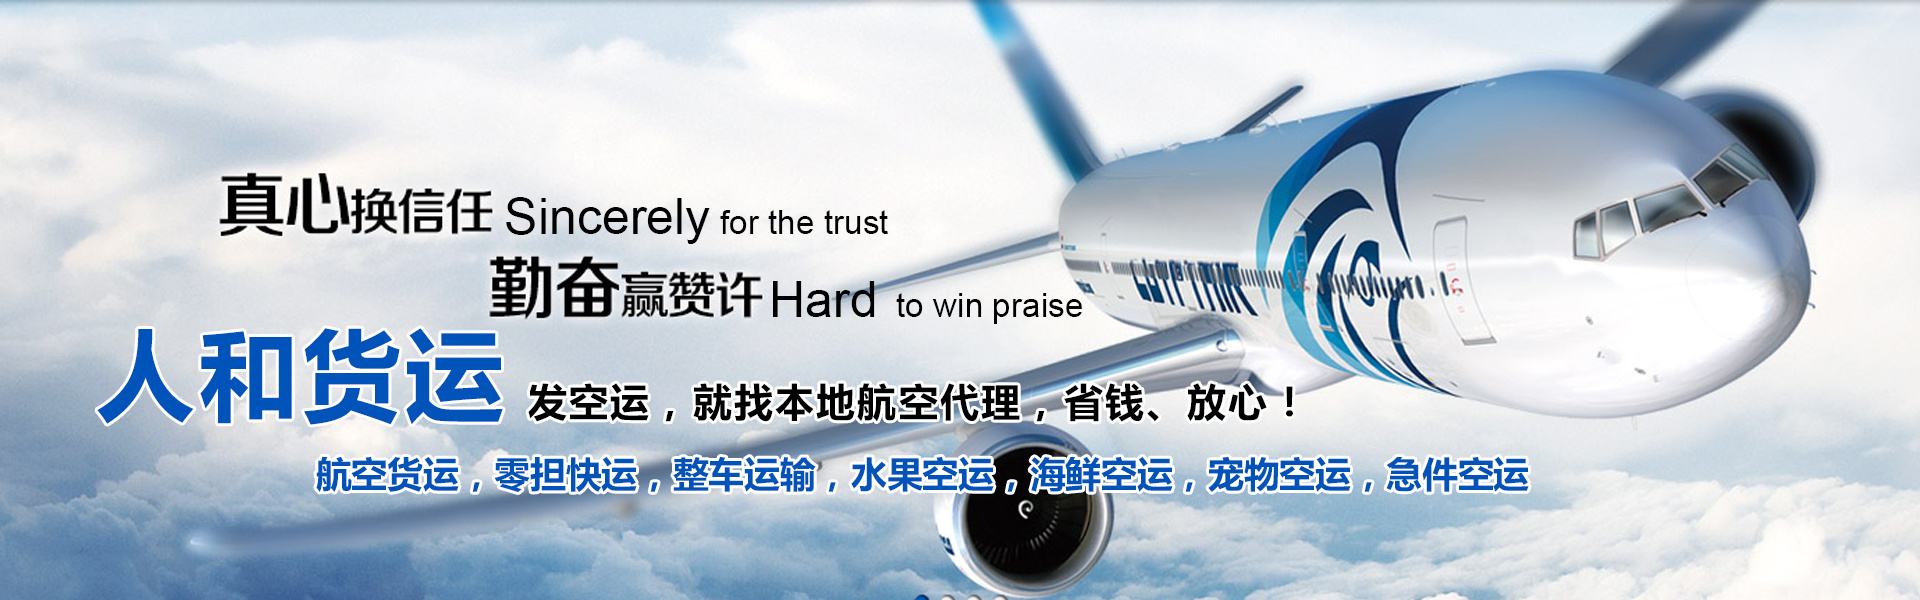 真心换信任 Sincerely for the trust
勤奋赢赞许 Hard to win praise
人和货运 发空运，就找本地航空代理，省钱、放心！
航空货运，零担快运，整车运输，水果空运，海鲜空运，宠物空运，急件空运